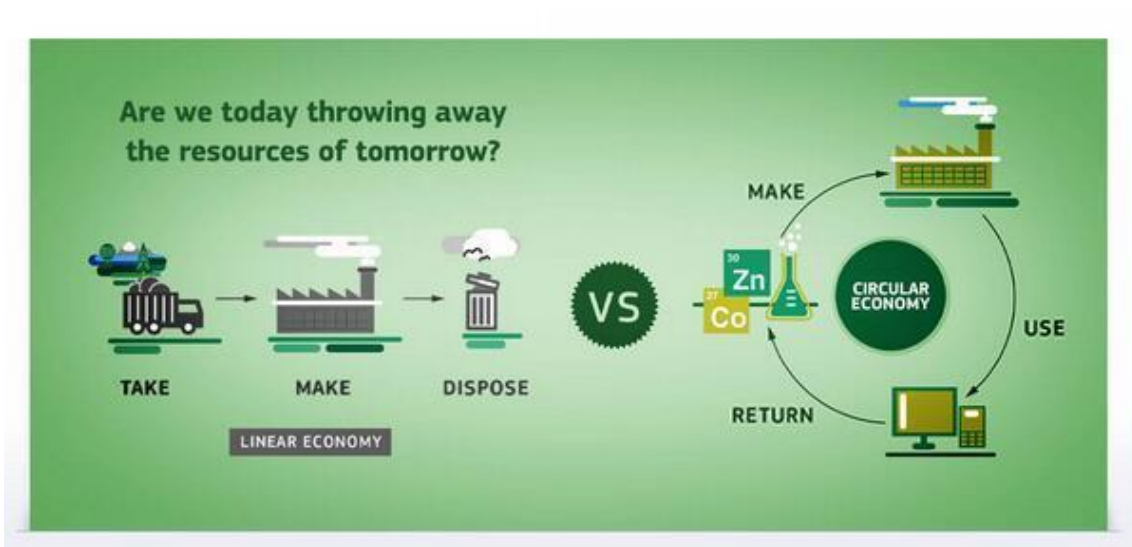 Are we today throwing away
the resources of tomorrow?
TAKE
MAKE
DISPOSE
LINEAR ECONOMY
VS
MAKE
30
Zn
27
Co
CIRCULAR
ECONOMY
USE
RETURN